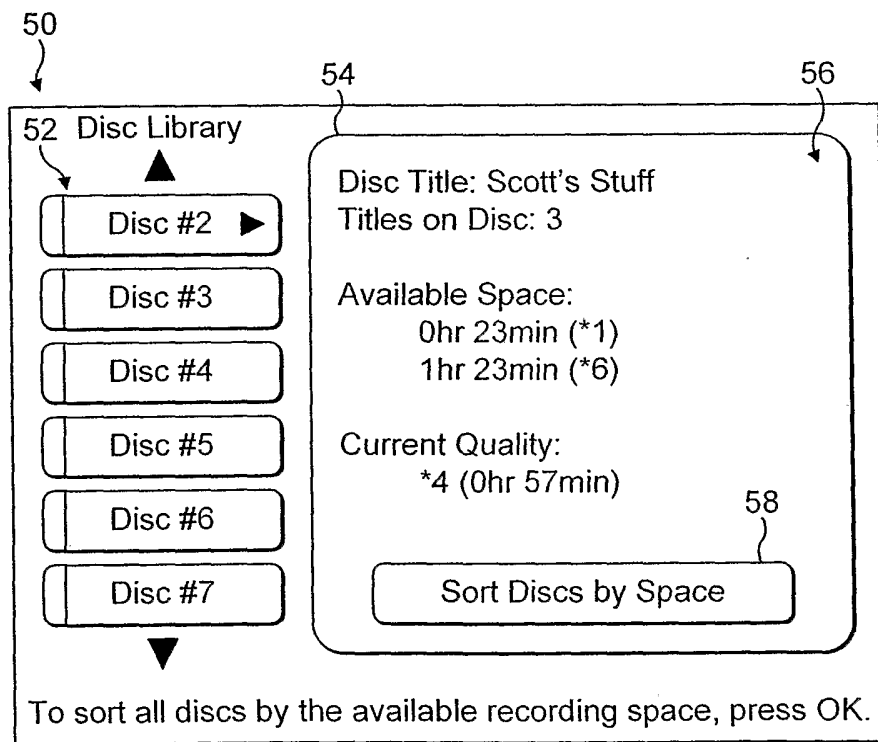 50
54
56
52
Disc Library
Disc #2
Disc #3
Disc #4
Disc #5
Disc #6
Disc #7
Disc Title: Scott's Stuff
Titles on Disc: 3
Available Space:
0hr 23min (*1)
1hr 23min (*6)
Current Quality:
*4 (0hr 57min)
58
Sort Discs by Space
To sort all discs by the available recording space, press OK.